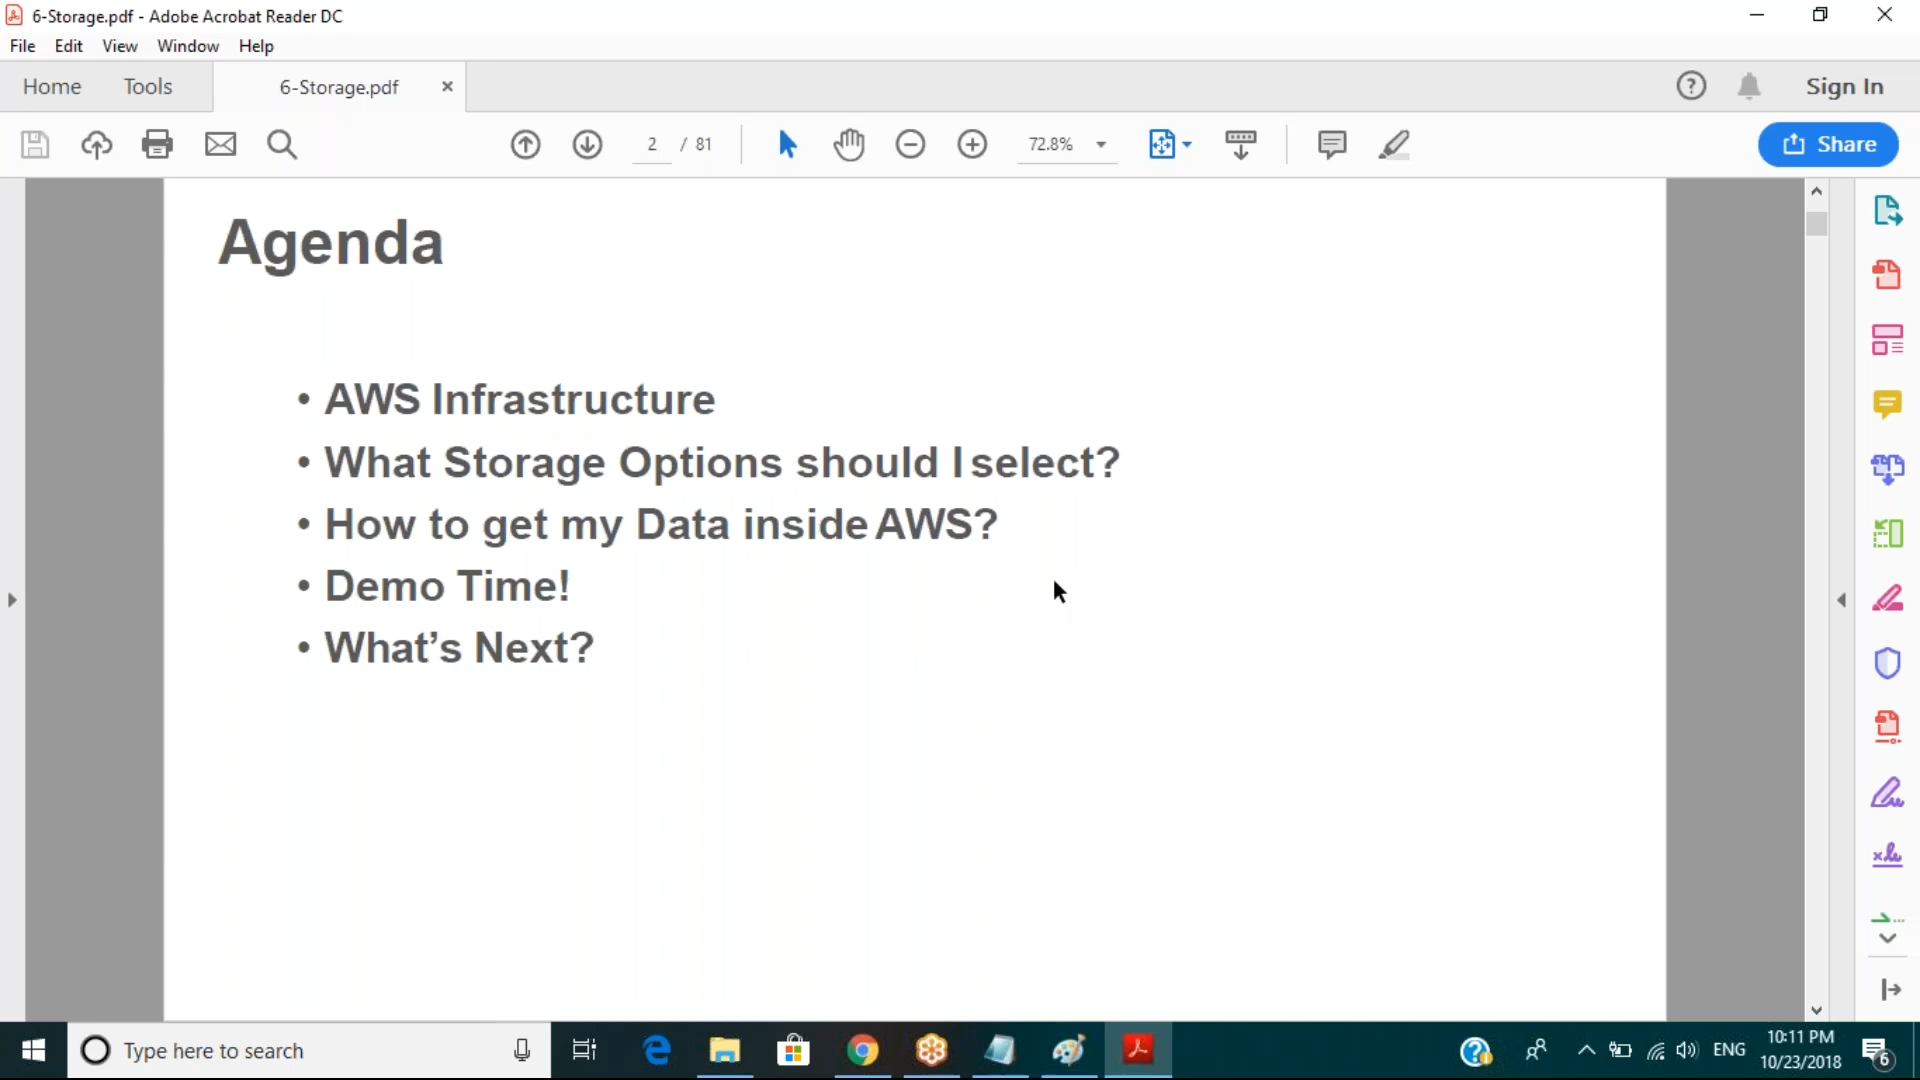 6-Storage.pdf - Adobe Acrobat Reader DC
File Edit View Window Help
Home Tools 6-Storage.pdf × Sign In
2 / 81 72.8% Share
Agenda
• AWS Infrastructure
• What Storage Options should I select?
• How to get my Data inside AWS?
• Demo Time!
• What’s Next?
Type here to search
ENG
10:11 PM
10/23/2018
6